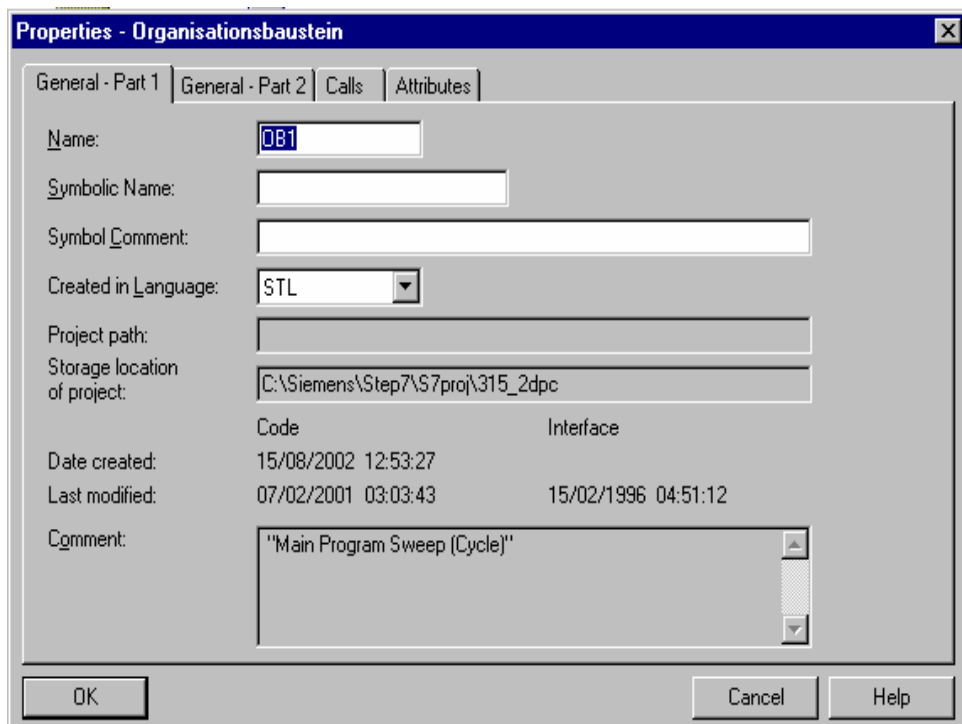 Properties - Organisationsbaustein
General - Part 1 General - Part 2 Calls Attributes
Name: OB1
Symbolic Name:
Symbol Comment:
Created in Language: STL
Project path:
Storage location
of project: C:\Siemens\Step7\S7proj\315_2dpc
Code Interface
Date created: 15/08/2002 12:53:27
Last modified: 07/02/2001 03:03:43 15/02/1996 04:51:12
Comment: "Main Program Sweep (Cycle)"
OK Cancel Help